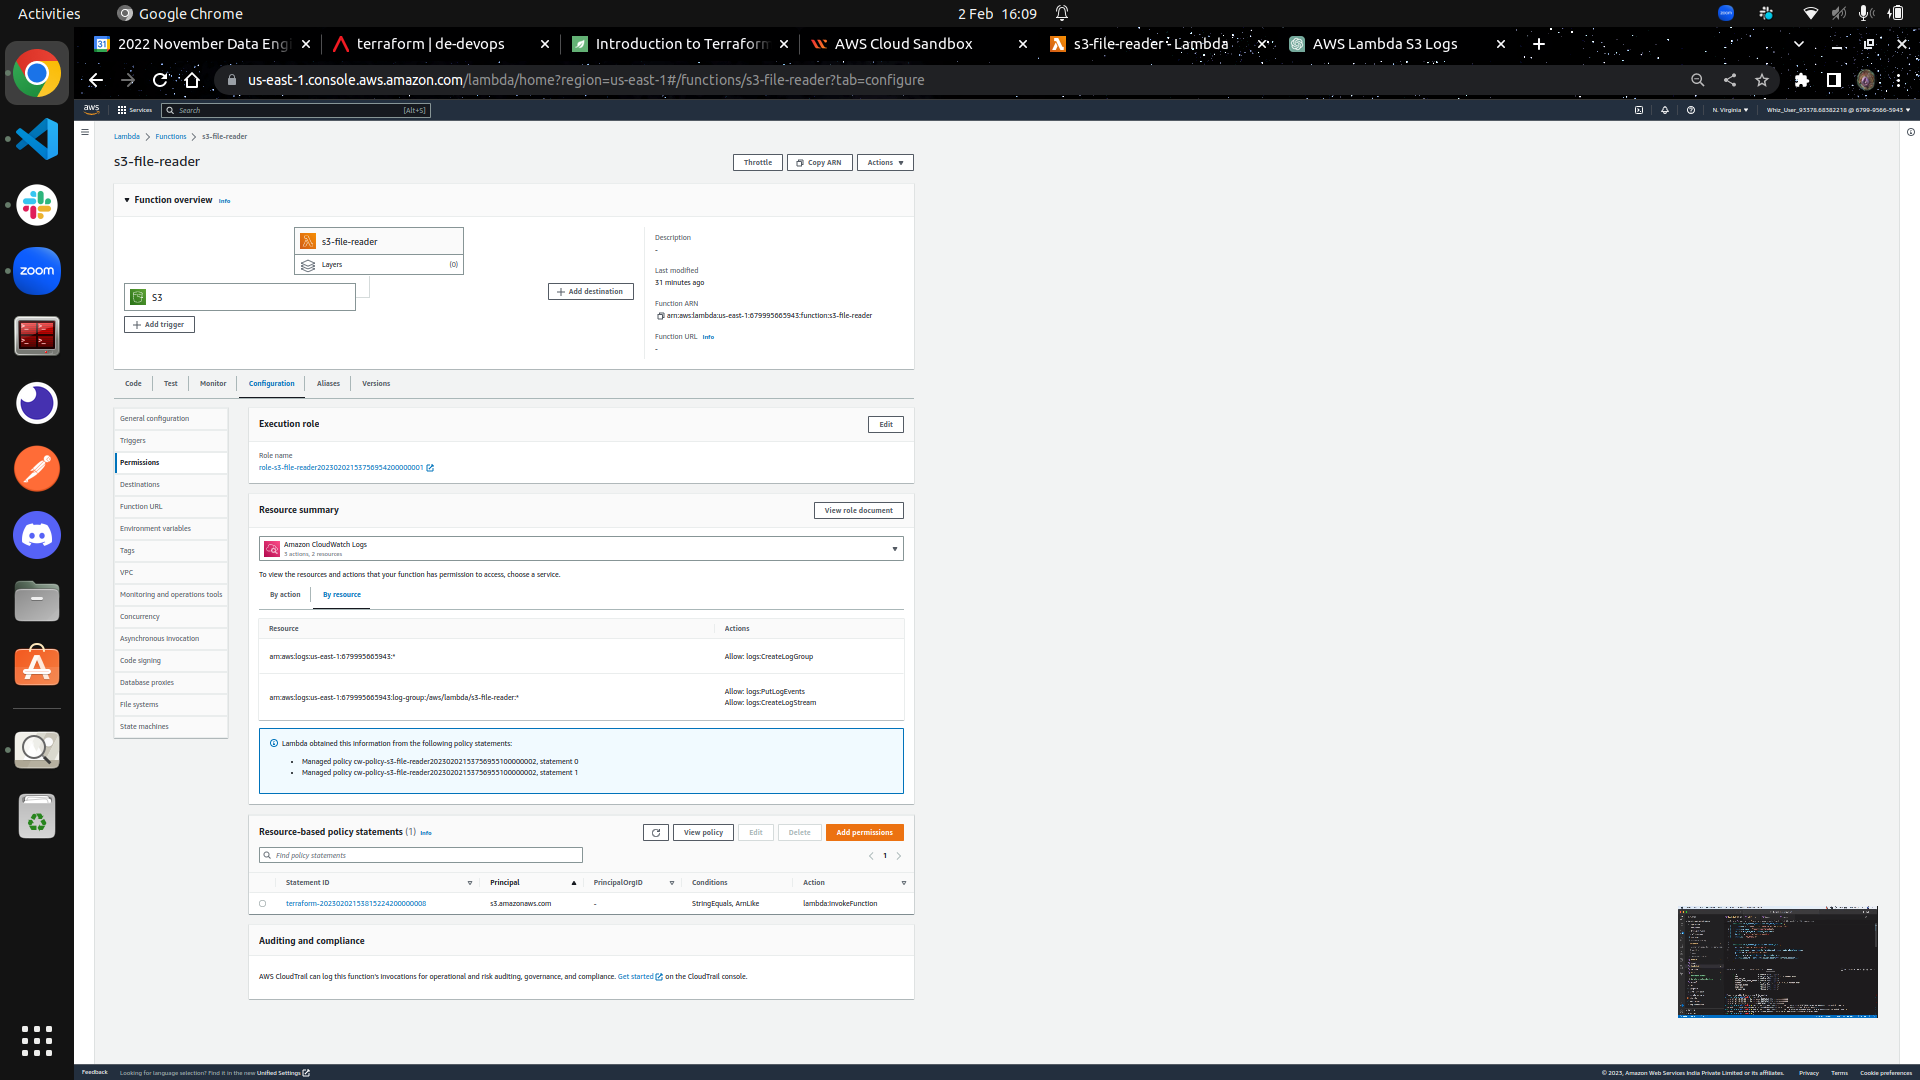 Activities
Google Chrome
2 Feb 16:09
zoom
2022 November Data Eng
terraform | de-devops
Introduction to Terraform
AWS Cloud Sandbox
s3-file-reader - Lambda
AWS Lambda S3 Logs
us-east-1.console.aws.amazon.com/lambda/home?region=us-east-1#/functions/s3-file-reader?tab=configure
aws
Services
Search
[Alt+S]
N. Virginia
Whiz_User_93378.68382218 @ 6799-9566-5943
Lambda
Functions
s3-file-reader
s3-file-reader
Throttle
Copy ARN
Actions
Function overview
Info
s3-file-reader
Layers
(0)
S3
Add trigger
Add destination
Description
-
Last modified
31 minutes ago
Function ARN
arn:aws:lambda:us-east-1:679995665943:function:s3-file-reader
Function URL
Info
-
Code
Test
Monitor
Configuration
Aliases
Versions
General configuration
Triggers
Permissions
Destinations
Function URL
Environment variables
Tags
VPC
Monitoring and operations tools
Concurrency
Asynchronous invocation
Code signing
Database proxies
File systems
State machines
Execution role
Edit
Role name
role-s3-file-reader20230202153756954200000001
Resource summary
View role document
Amazon CloudWatch Logs
3 actions, 2 resources
To view the resources and actions that your function has permission to access, choose a service.
By action
By resource
Resource
Actions
arn:aws:logs:us-east-1:679995665943:*
Allow: logs:CreateLogGroup
arn:aws:logs:us-east-1:679995665943:log-group:/aws/lambda/s3-file-reader:*
Allow: logs:PutLogEvents
Allow: logs:CreateLogStream
Lambda obtained this information from the following policy statements:
• Managed policy cw-policy-s3-file-reader20230202153756955100000002, statement 0
• Managed policy cw-policy-s3-file-reader20230202153756955100000002, statement 1
Resource-based policy statements (1)
Info
View policy
Edit
Delete
Add permissions
Find policy statements
1
Statement ID
Principal
PrincipalOrgID
Conditions
Action
terraform-20230202153815224200000008
s3.amazonaws.com
-
StringEquals, ArnLike
lambda:InvokeFunction
Auditing and compliance
AWS CloudTrail can log this function's invocations for operational and risk auditing, governance, and compliance. Get started on the CloudTrail console.
Feedback
Looking for language selection? Find it in the new Unified Settings
© 2023, Amazon Web Services India Private Limited or its affiliates.
Privacy
Terms
Cookie preferences
zoom